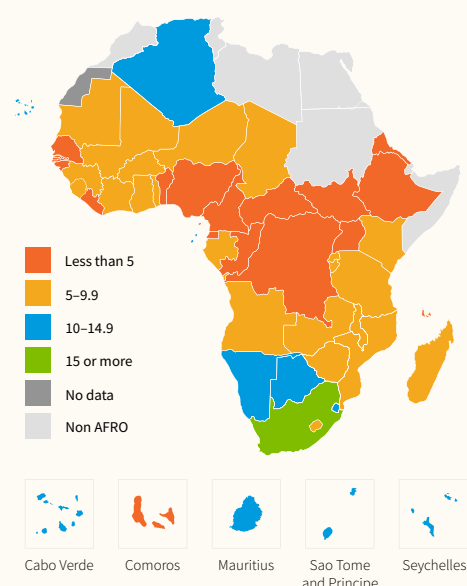 Less than 5
5–9.9
10–14.9
15 or more
No data
Non AFRO
Cabo Verde
Comoros
Mauritius
Sao Tome
and Principe
Seychelles